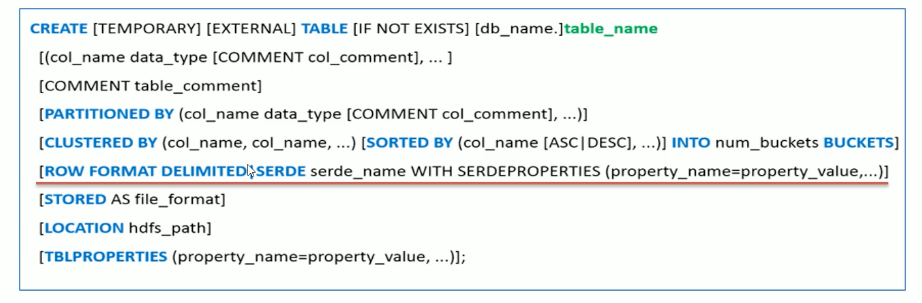 CREATE [TEMPORARY] [EXTERNAL] TABLE [IF NOT EXISTS] [db_name.]table_name
[(col_name data_type [COMMENT col_comment], ... ]
[COMMENT table_comment]
[PARTITIONED BY (col_name data_type [COMMENT col_comment], ...)]
[CLUSTERED BY (col_name, col_name, ...) [SORTED BY (col_name [ASC|DESC], ...)] INTO num_buckets BUCKETS]
[ROW FORMAT DELIMITED|SERDE serde_name WITH SERDEPROPERTIES (property_name=property_value,...)]
[STORED AS file_format]
[LOCATION hdfs_path]
[TBLPROPERTIES (property_name=property_value, ...)];